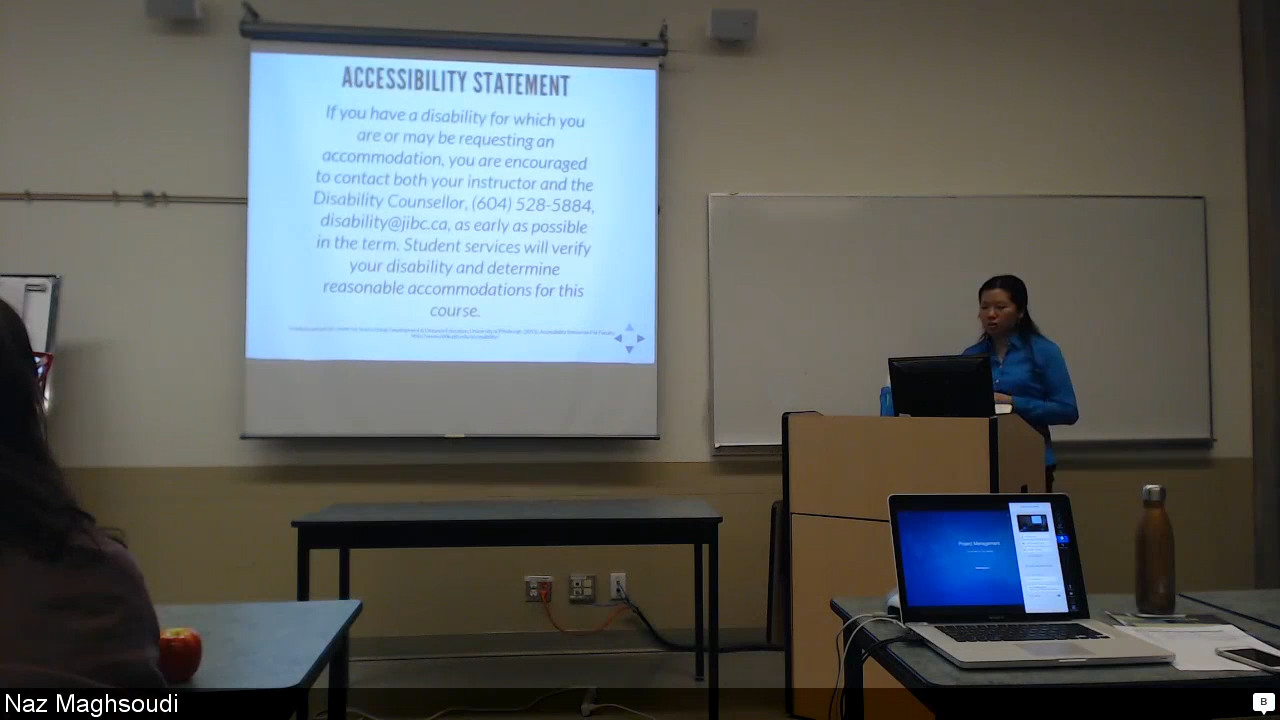 ACCESSIBILITY STATEMENT
If you have a disability for which you
are or may be requesting an
accommodation, you are encouraged
to contact both your instructor and the
Disability Counsellor, (604) 528-5884,
disability@jibc.ca, as early as possible
in the term. Student services will verify
your disability and determine
reasonable accommodations for this
course.
Project Management
Naz Maghsoudi
B